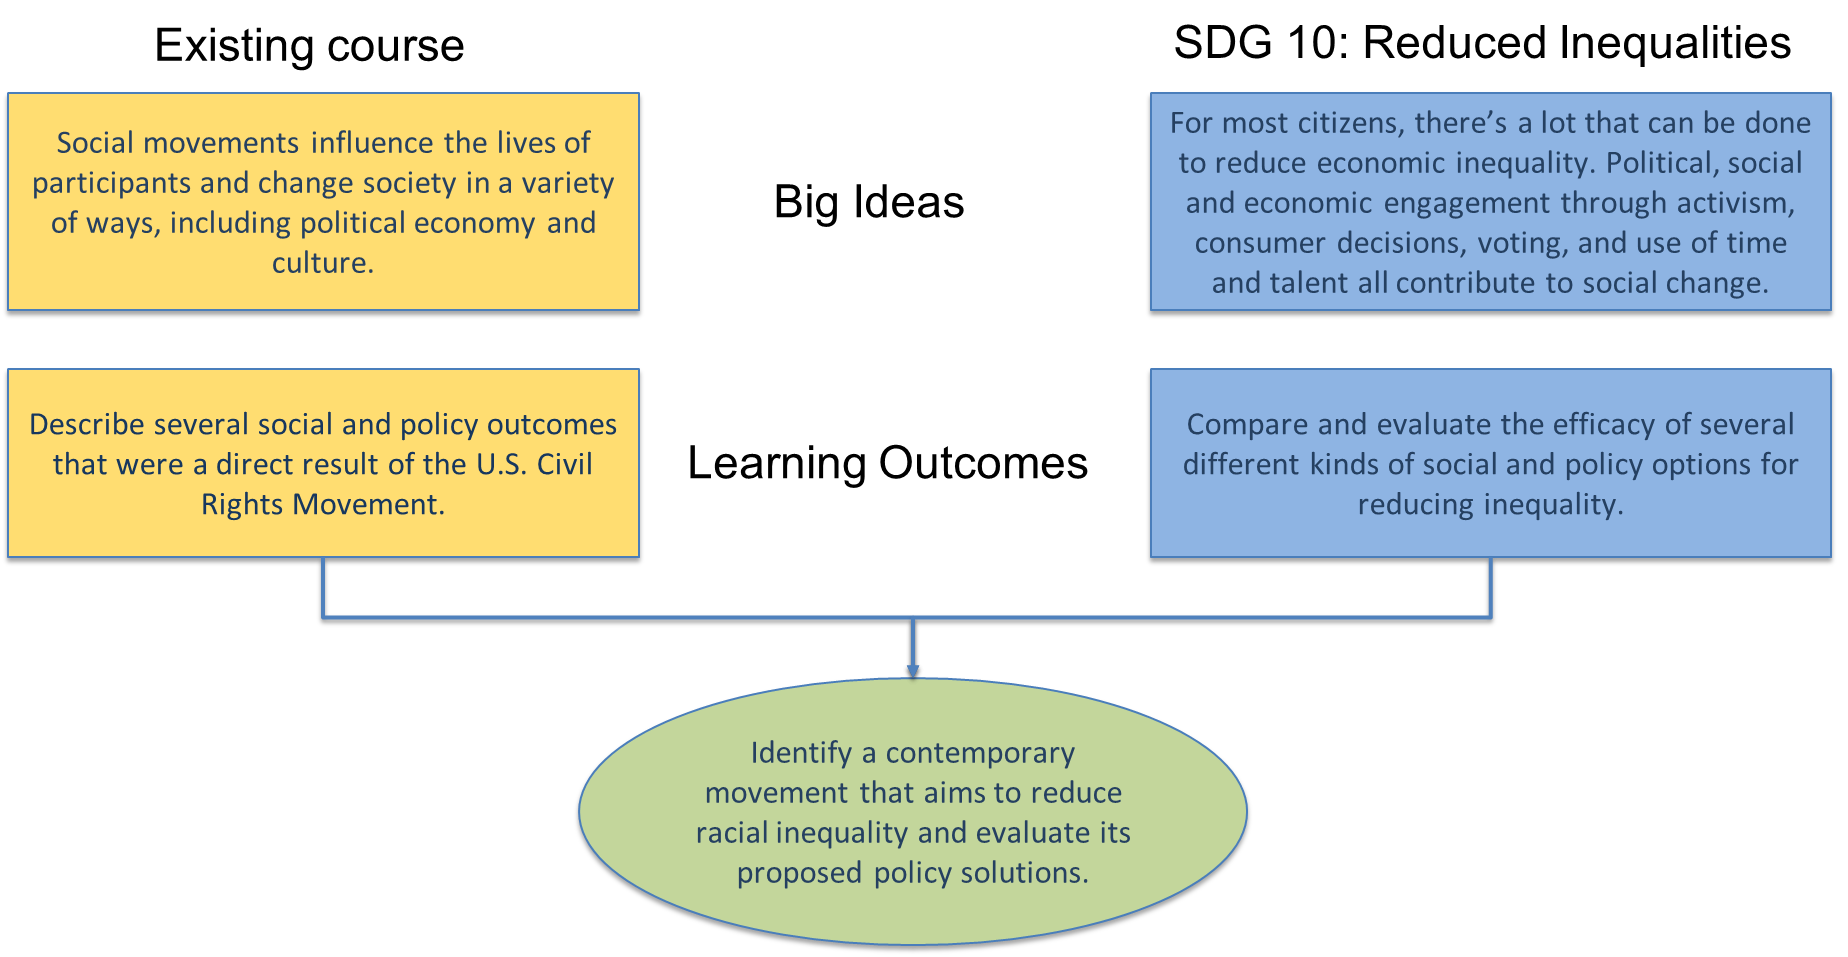 Existing course
SDG 10: Reduced Inequalities
Social movements influence the lives of
participants and change society in a variety
of ways, including political economy and
culture.
Big Ideas
For most citizens, there’s a lot that can be done
to reduce economic inequality. Political, social
and economic engagement through activism,
consumer decisions, voting, and use of time
and talent all contribute to social change.
Describe several social and policy outcomes
that were a direct result of the U.S. Civil
Rights Movement.
Learning Outcomes
Compare and evaluate the efficacy of several
different kinds of social and policy options for
reducing inequality.
Identify a contemporary
movement that aims to reduce
racial inequality and evaluate its
proposed policy solutions.